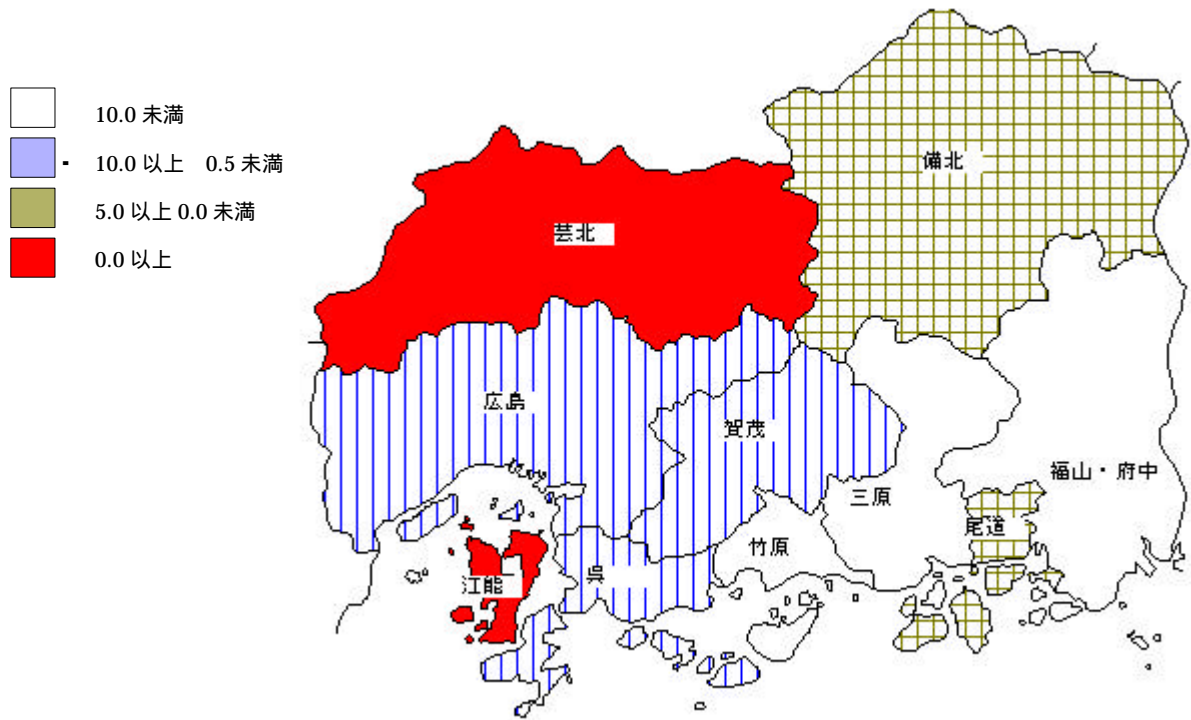 10.0 未満
- 10.0 以上 0.5 未満
5.0 以上 0.0 未満
0.0 以上
備北
芸北
広島
賀茂
福山・府中
三原
尾道
竹原
呉
江能